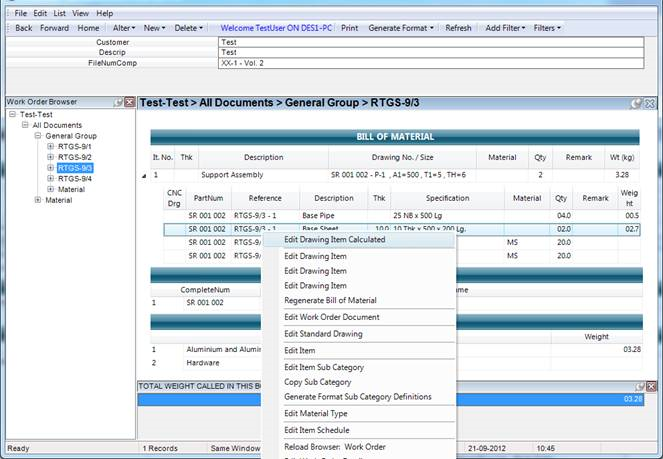 File Edit List View Help
Back Forward Home Alter New Delete Welcome TestUser ON DES1-PC Print Generate Format Refresh Add Filter Filters
Customer Test
Descrip Test
FileNumComp XX-1 - Vol. 2
Work Order Browser
Test-Test > All Documents > General Group > RTGS-9/3
Test-Test
All Documents
General Group
RTGS-9/1
RTGS-9/2
RTGS-9/3
RTGS-9/4
Material
Material
BILL OF MATERIAL
It. No. Thk Description Drawing No. / Size Material Qty Remark Wt (kg)
1 Support Assembly SR 001 002 - P-1 , A1=500 , T1=5 , TH=6 2 3.28
CNC Drg PartNum Reference Description Thk Specification Material Qty Remark Weight
SR 001 002 RTGS-9/3 - 1 Base Pipe 25 NB x 500 Lg 04.0 00.5
SR 001 002 RTGS-9/3 - 1 Base Sheet 10.0 10 Thk x 500 x 200 Lg. 02.0 02.7
SR 001 002 RTGS-9/ MS 20.0
SR 001 002 RTGS-9/ MS 20.0
CompleteNum me
1 SR 001 002
Weight
1 Aluminium and Alumin 03.28
2 Hardware
TOTAL WEIGHT CALLED IN THIS B
03.28
Edit Drawing Item Calculated
Edit Drawing Item
Edit Drawing Item
Edit Drawing Item
Regenerate Bill of Material
Edit Work Order Document
Edit Standard Drawing
Edit Item
Edit Item Sub Category
Copy Sub Category
Generate Format Sub Category Definitions
Edit Material Type
Edit Item Schedule
Reload Browser: Work Order
Ready 1 Records Same Window 21-09-2012 10:45